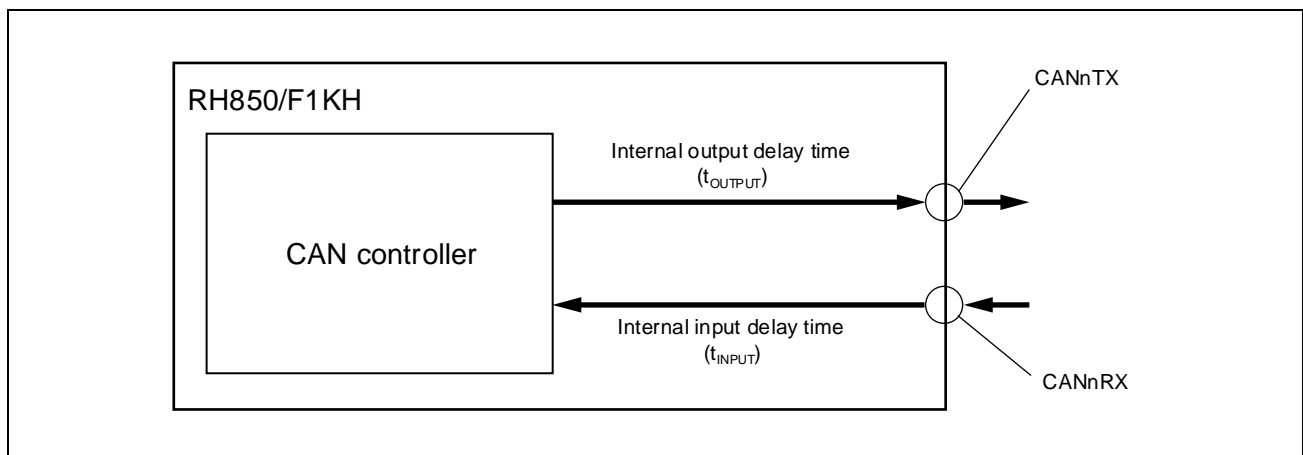 RH850/F1KH
CANnTX
Internal output delay time
(tOUTPUT)
CAN controller
Internal input delay time
(tINPUT)
CANnRX